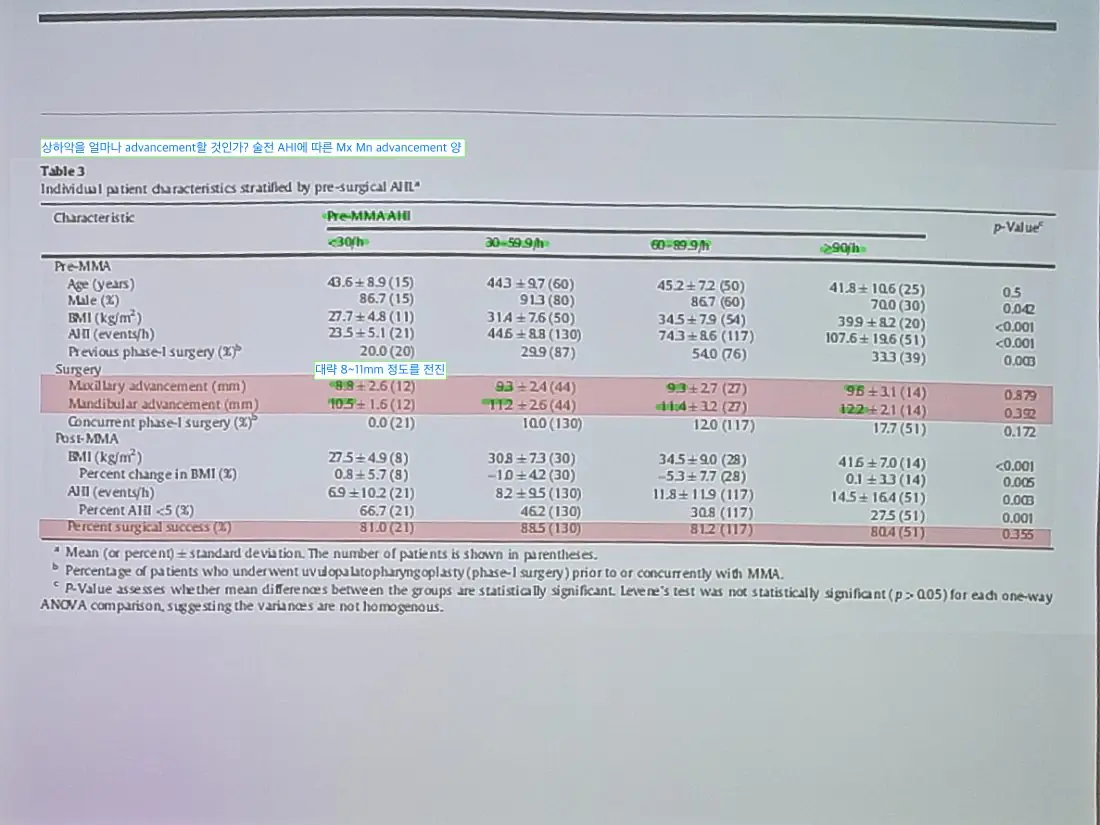 상하악을 얼마나 advancement할 것인가? 술전 AHI에 따른 Mx Mn advancement 양
Table 3
Individual patient characteristics stratified by pre-surgical AHI.a
Characteristic Pre-MMA AHI p-Valuec
<30/h 30–59.9/h 60–89.9/h ≥90/h
Pre-MMA
Age (years) 43.6 ± 8.9 (15) 44.3 ± 9.7 (60) 45.2 ± 7.2 (50) 41.8 ± 10.6 (25) 0.5
Male (%) 86.7 (15) 91.3 (80) 86.7 (60) 70.0 (30) 0.042
BMI (kg/m2) 27.7 ± 4.8 (11) 31.4 ± 7.6 (50) 34.5 ± 7.9 (54) 39.9 ± 8.2 (20) <0.001
AHI (events/h) 23.5 ± 5.1 (21) 44.6 ± 8.8 (130) 74.3 ± 8.6 (117) 107.6 ± 19.6 (51) <0.001
Previous phase-I surgery (%)b 20.0 (20) 29.9 (87) 54.0 (76) 33.3 (39) 0.003
Surgery 대략 8~11mm 정도를 전진
Maxillary advancement (mm) 8.8 ± 2.6 (12) 9.3 ± 2.4 (44) 9.3 ± 2.7 (27) 9.6 ± 3.1 (14) 0.879
Mandibular advancement (mm) 10.5 ± 1.6 (12) 11.2 ± 2.6 (44) 11.4 ± 3.2 (27) 12.2 ± 2.1 (14) 0.392
Concurrent phase-I surgery (%)b 0.0 (21) 10.0 (130) 12.0 (117) 17.7 (51) 0.172
Post-MMA
BMI (kg/m2) 27.5 ± 4.9 (8) 30.8 ± 7.3 (30) 34.5 ± 9.0 (28) 41.6 ± 7.0 (14) <0.001
Percent change in BMI (%) 0.8 ± 5.7 (8) −1.0 ± 4.2 (30) −5.3 ± 7.7 (28) 0.1 ± 3.3 (14) 0.005
AHI (events/h) 6.9 ± 10.2 (21) 8.2 ± 9.5 (130) 11.8 ± 11.9 (117) 14.5 ± 16.4 (51) 0.003
Percent AHI <5 (%) 66.7 (21) 46.2 (130) 30.8 (117) 27.5 (51) 0.001
Percent surgical success (%) 81.0 (21) 88.5 (130) 81.2 (117) 80.4 (51) 0.355
a Mean (or percent) ± standard deviation. The number of patients is shown in parentheses.
b Percentage of patients who underwent uvulopalatopharyngoplasty (phase-I surgery) prior to or concurrently with MMA.
c P-Value assesses whether mean differences between the groups are statistically significant. Levene's test was not statistically significant (p > 0.05) for each one-way
ANOVA comparison, suggesting the variances are not homogenous.